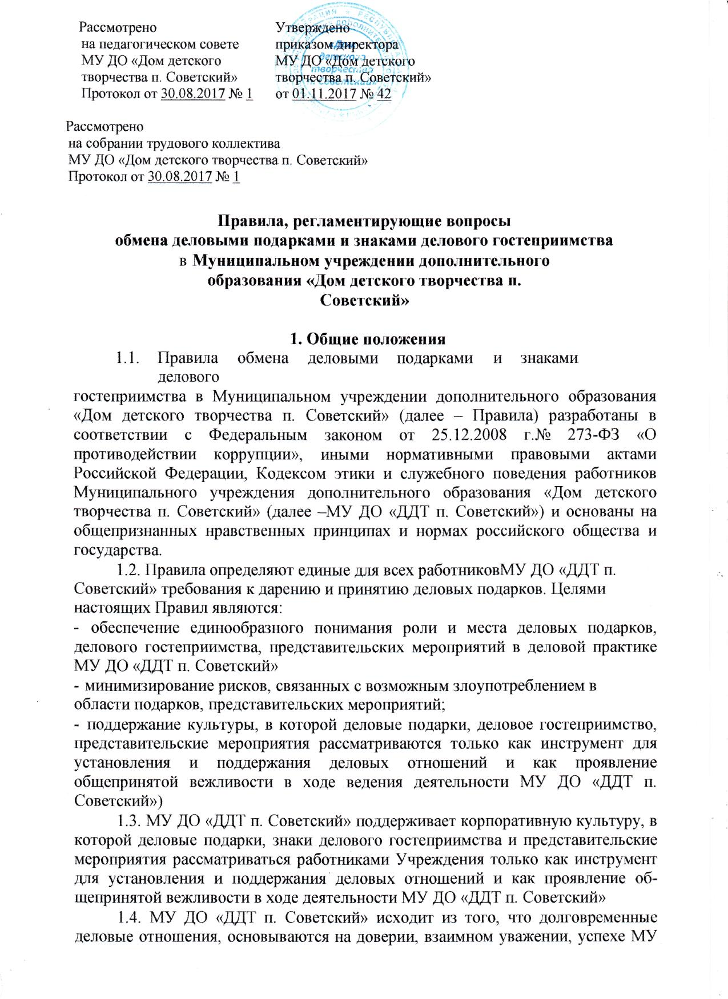 Рассмотрено
на педагогическом совете
МУ ДО «Дом детского
творчества п. Советский»
Протокол от 30.08.2017 № 1
Утверждено
приказом директора
МУ ДО «Дом детского
творчества п. Советский»
от 01.11.2017 № 42
Рассмотрено
на собрании трудового коллектива
МУ ДО «Дом детского творчества п. Советский»
Протокол от 30.08.2017 № 1
Правила, регламентирующие вопросы
обмена деловыми подарками и знаками делового гостеприимства
в Муниципальном учреждении дополнительного
образования «Дом детского творчества п.
Советский»
1. Общие положения
1.1. Правила обмена деловыми подарками и знаками
делового
гостеприимства в Муниципальном учреждении дополнительного образования
«Дом детского творчества п. Советский» (далее – Правила) разработаны в
соответствии с Федеральным законом от 25.12.2008 г.№ 273-ФЗ «О
противодействии коррупции», иными нормативными правовыми актами
Российской Федерации, Кодексом этики и служебного поведения работников
Муниципального учреждения дополнительного образования «Дом детского
творчества п. Советский» (далее –МУ ДО «ДДТ п. Советский») и основаны на
общепризнанных нравственных принципах и нормах российского общества и
государства.
1.2. Правила определяют единые для всех работниковМУ ДО «ДДТ п.
Советский» требования к дарению и принятию деловых подарков. Целями
настоящих Правил являются:
- обеспечение единообразного понимания роли и места деловых подарков,
делового гостеприимства, представительских мероприятий в деловой практике
МУ ДО «ДДТ п. Советский»
- минимизирование рисков, связанных с возможным злоупотреблением в
области подарков, представительских мероприятий;
- поддержание культуры, в которой деловые подарки, деловое гостеприимство,
представительские мероприятия рассматриваются только как инструмент для
установления и поддержания деловых отношений и как проявление
общепринятой вежливости в ходе ведения деятельности МУ ДО «ДДТ п.
Советский»)
1.3. МУ ДО «ДДТ п. Советский» поддерживает корпоративную культуру, в
которой деловые подарки, знаки делового гостеприимства и представительские
мероприятия рассматриваться работниками Учреждения только как инструмент
для установления и поддержания деловых отношений и как проявление об-
щепринятой вежливости в ходе деятельности МУ ДО «ДДТ п. Советский»
1.4. МУ ДО «ДДТ п. Советский» исходит из того, что долговременные
деловые отношения, основываются на доверии, взаимном уважении, успехе МУ